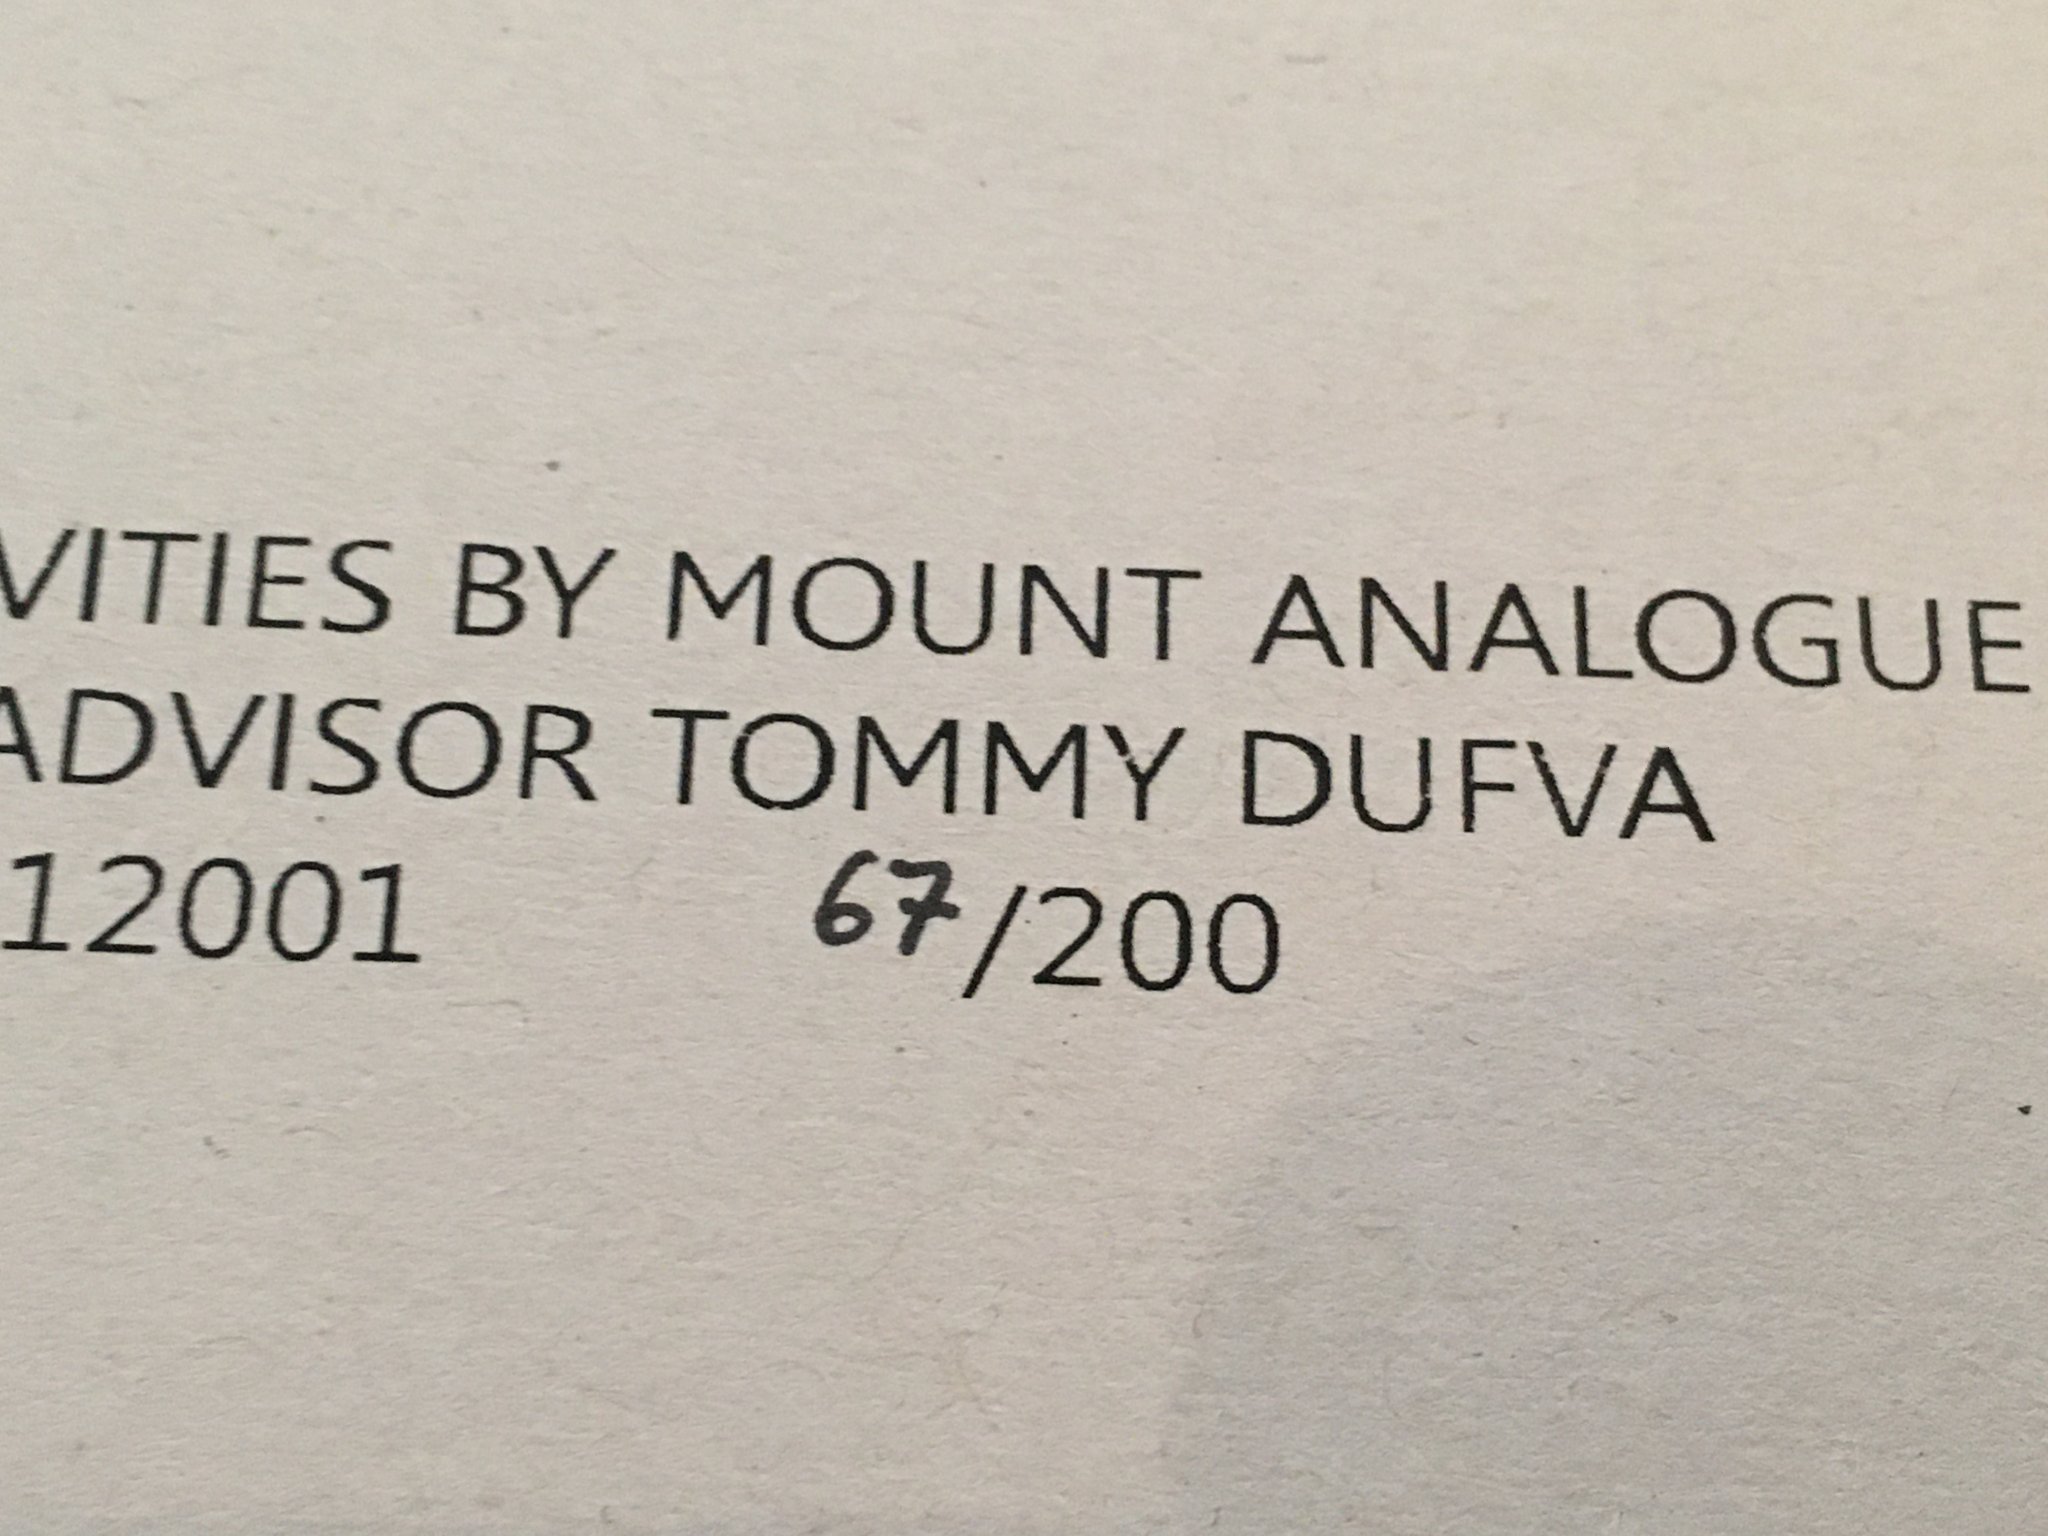 VITIES BY MOUNT ANALOGUE
ADVISOR TOMMY DUFVA
12001 67/200